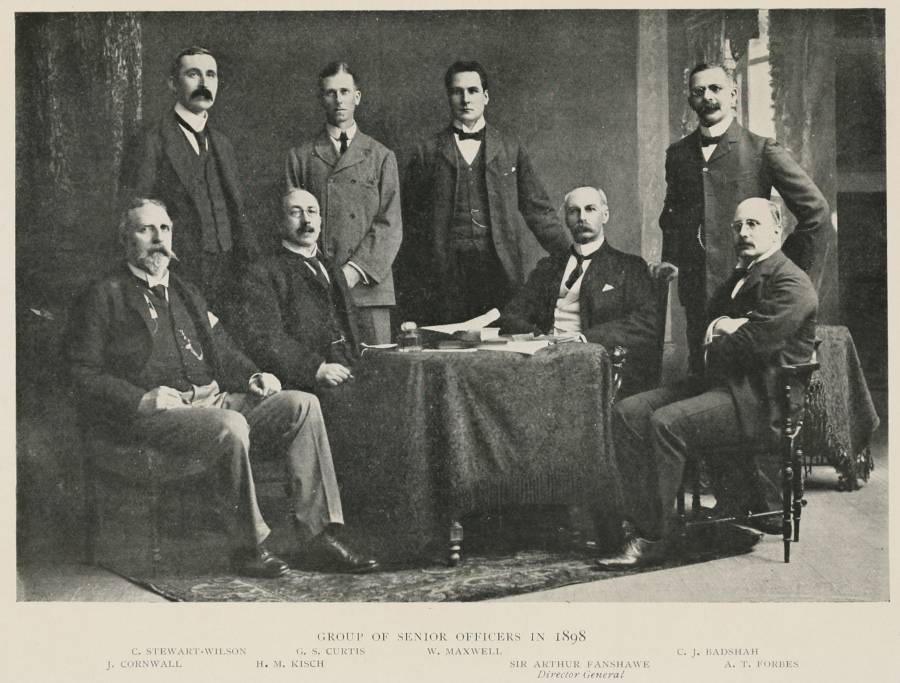 GROUP OF SENIOR OFFICERS IN 1898
C. STEWART-WILSON G. S. CURTIS W. MAXWELL C. J. BADSHAH
J. CORNWALL H. M. KISCH SIR ARTHUR FANSHAWE A. T. FORBES
Director General